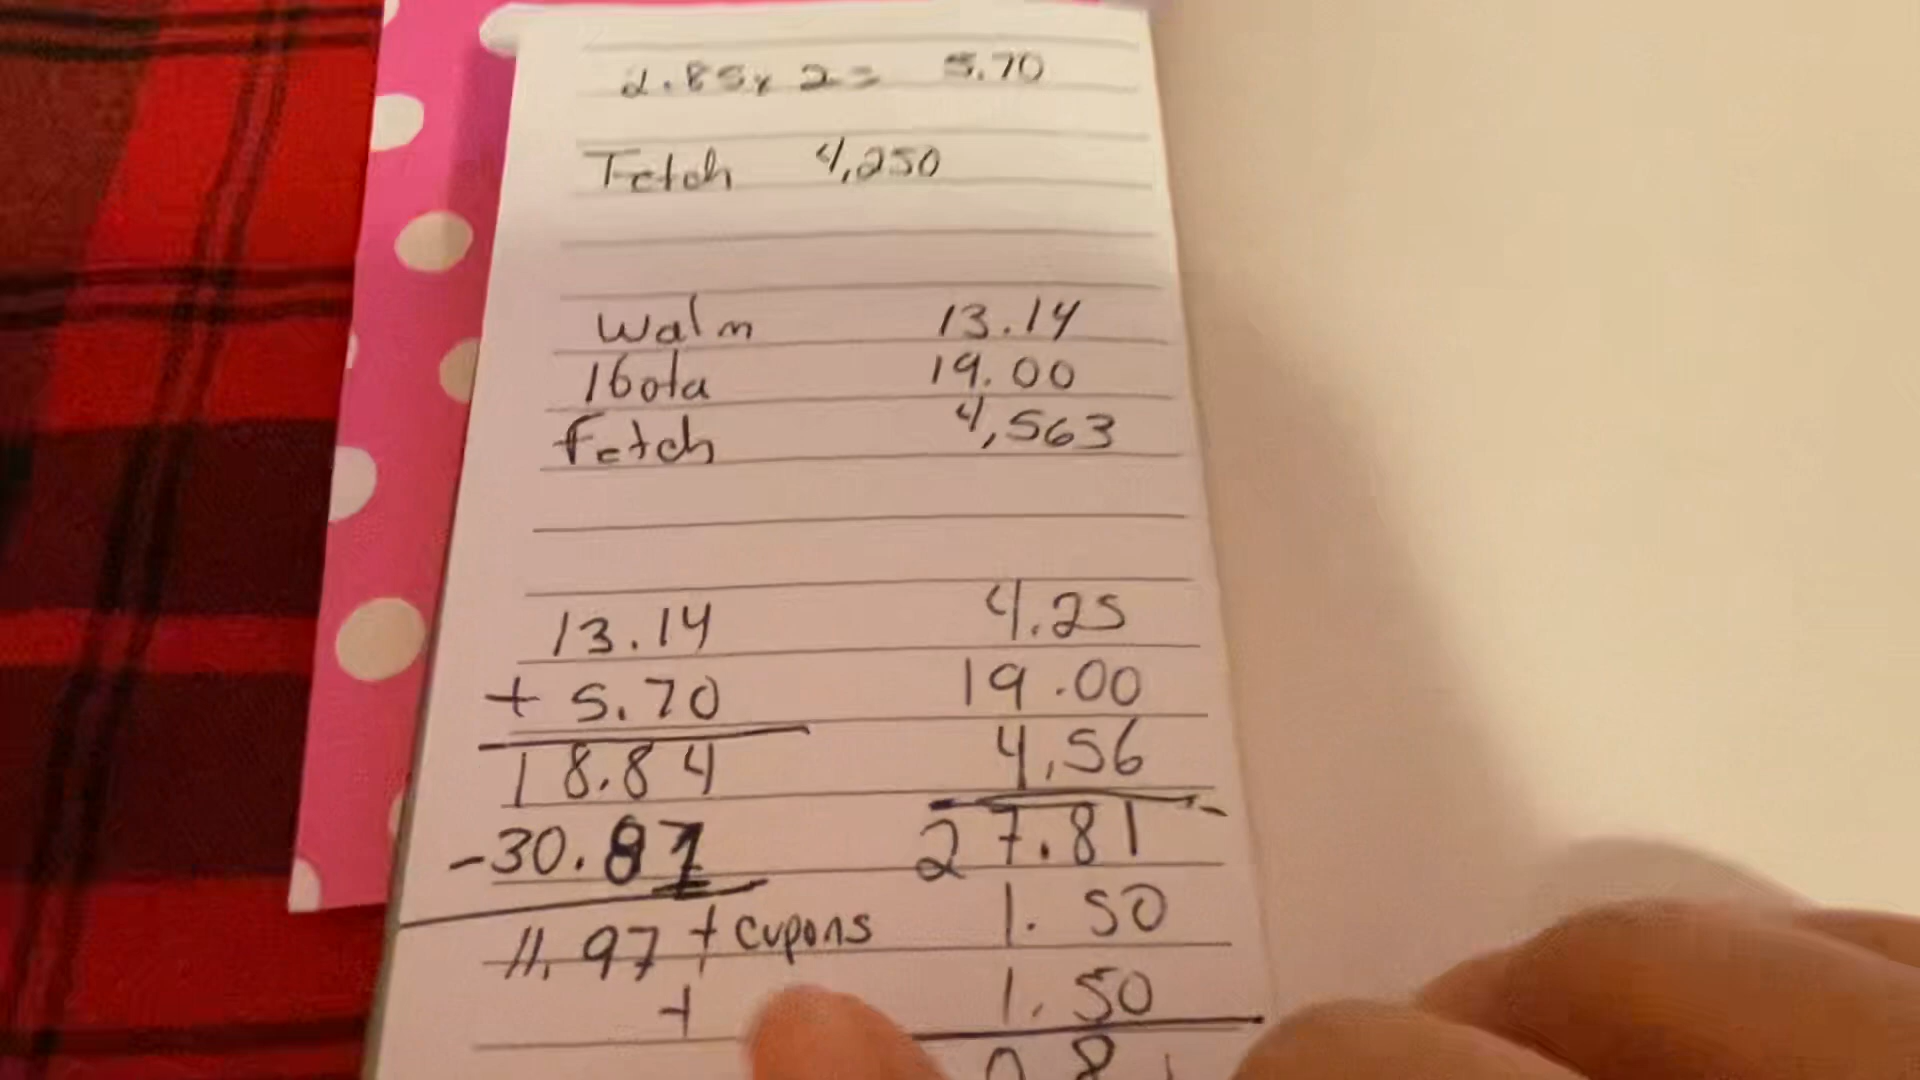 2.85x 2= 5.70
Fetch 4,250
Walm 13.14
Ibota 19.00
Fetch 4,563
13.14 4.25
+ 5.70 19.00
18.84 4,56
-30.81 27.81
11.97 + cupons 1.50
+ 1.50